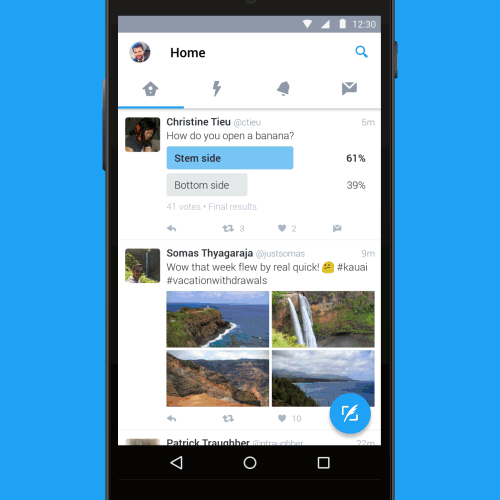 12:30
Home
Christine Tieu @ctieu 5m
How do you open a banana?
Stem side 61%
Bottom side 39%
41 votes • Final results
3 2
Somas Thyagaraja @justsomas 9m
Wow that week flew by real quick! 🤔 #kauai
#vacationwithdrawals
10
Patrick Traughber @ptraughber 22m